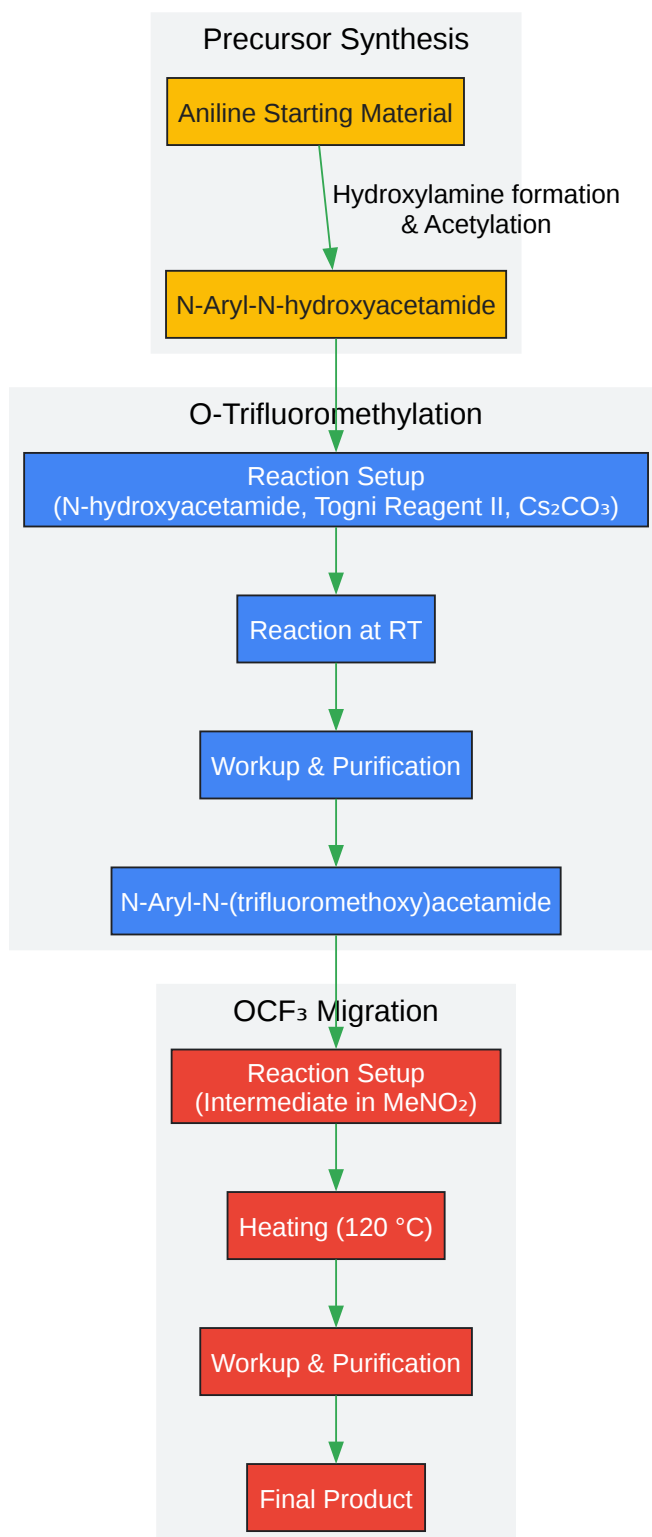 Precursor Synthesis
Aniline Starting Material
Hydroxylamine formation
& Acetylation
N-Aryl-N-hydroxyacetamide
O-Trifluoromethylation
Reaction Setup
(N-hydroxyacetamide, Togni Reagent II, Cs₂CO₃)
Reaction at RT
Workup & Purification
N-Aryl-N-(trifluoromethoxy)acetamide
OCF₃ Migration
Reaction Setup
(Intermediate in MeNO₂)
Heating (120 °C)
Workup & Purification
Final Product